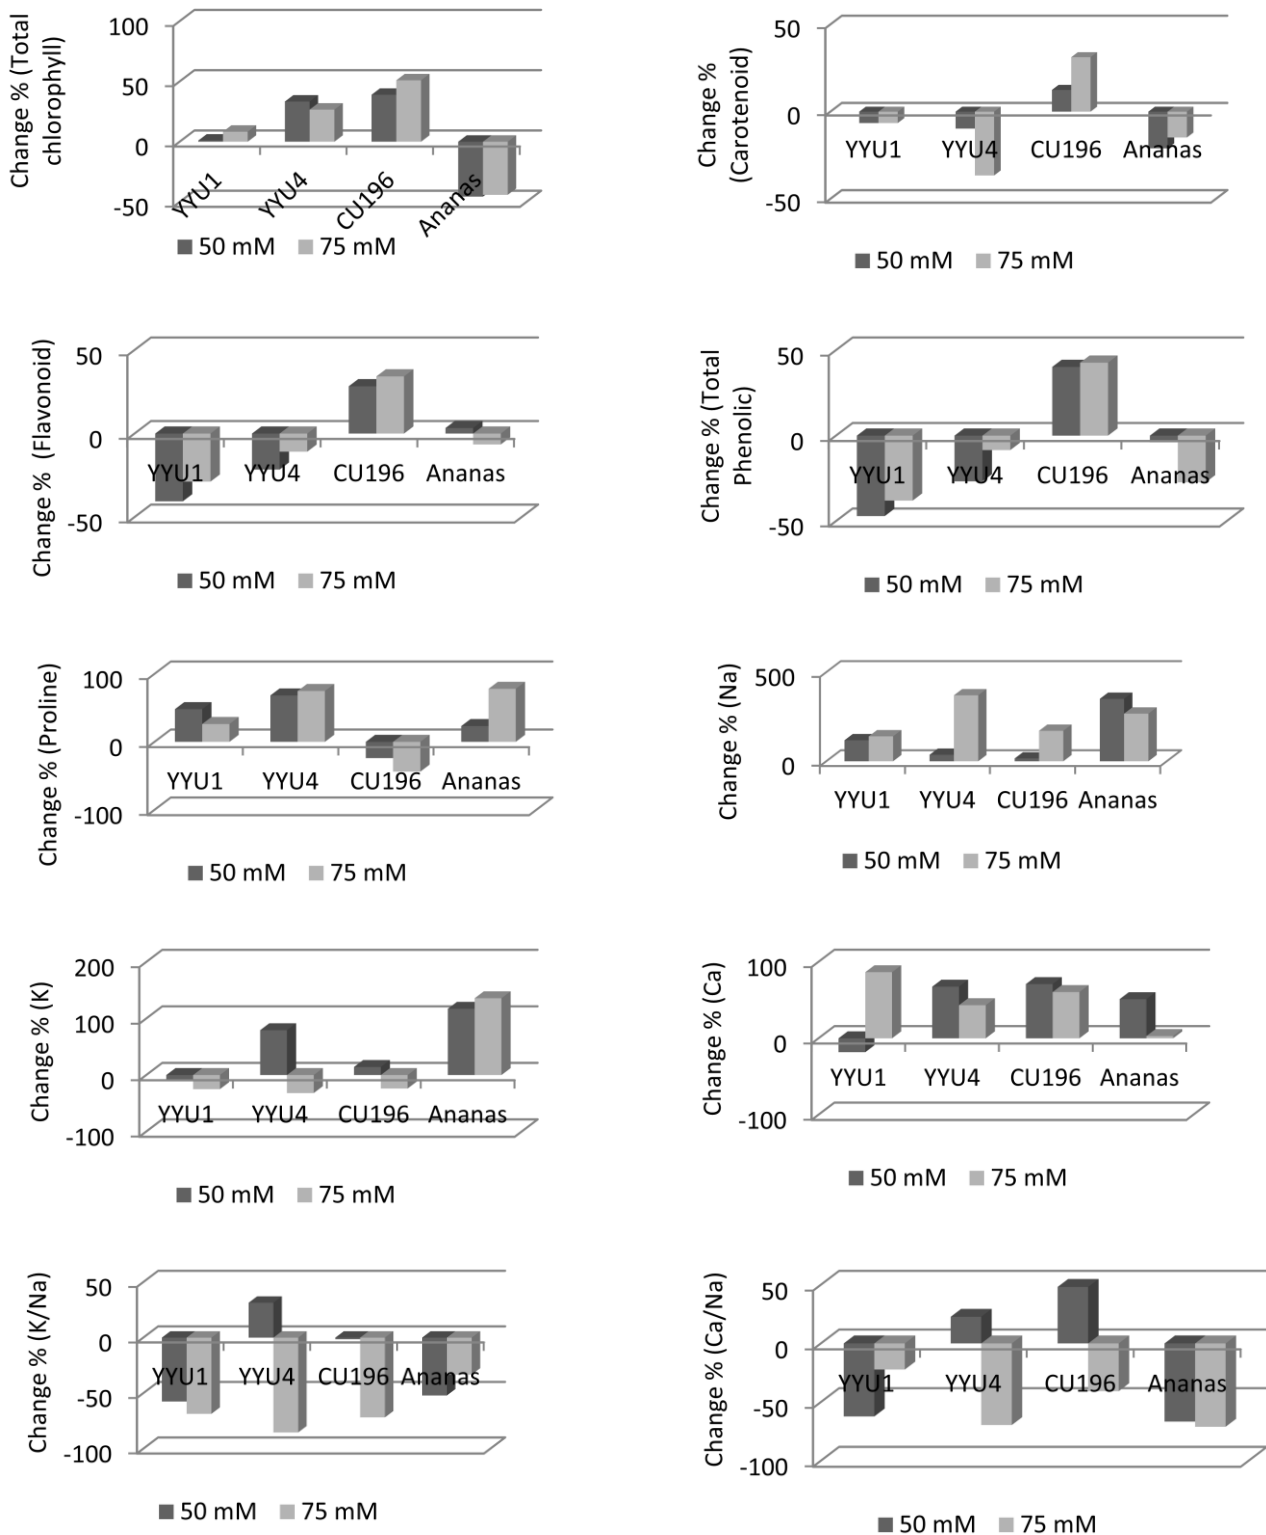 Change % (Total
chlorophyll)
100
50
0
-50
YYU1 YYU4 CU196 Ananas
50 mM 75 mM
Change %
(Carotenoid)
50
0
-50
YYU1 YYU4 CU196 Ananas
50 mM 75 mM
Change % (Flavonoid)
50
0
-50
YYU1 YYU4 CU196 Ananas
50 mM 75 mM
Change % (Total
Phenolic)
50
0
-50
YYU1 YYU4 CU196 Ananas
50 mM 75 mM
Change % (Proline)
100
0
-100
YYU1 YYU4 CU196 Ananas
50 mM 75 mM
Change % (Na)
500
0
YYU1 YYU4 CU196 Ananas
50 mM 75 mM
Change % (K)
200
100
0
-100
YYU1 YYU4 CU196 Ananas
50 mM 75 mM
Change % (Ca)
100
0
-100
YYU1 YYU4 CU196 Ananas
50 mM 75 mM
Change % (K/Na)
50
0
-50
-100
YYU1 YYU4 CU196 Ananas
50 mM 75 mM
Change % (Ca/Na)
50
0
-50
-100
YYU1 YYU4 CU196 Ananas
50 mM 75 mM